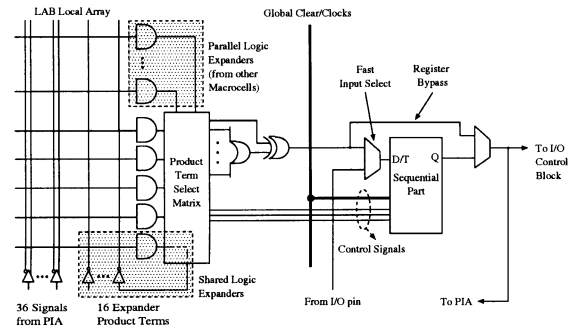 LAB Local Array
Global Clear/Clocks
Parallel Logic
Expanders
(from other
Macrocells)
Fast
Input Select
Register
Bypass
Product
Term
Select
Matrix
D/T
Q
Sequential
Part
To I/O
Control
Block
Control Signals
Shared Logic
Expanders
36 Signals
from PIA
16 Expander
Product Terms
From I/O pin
To PIA